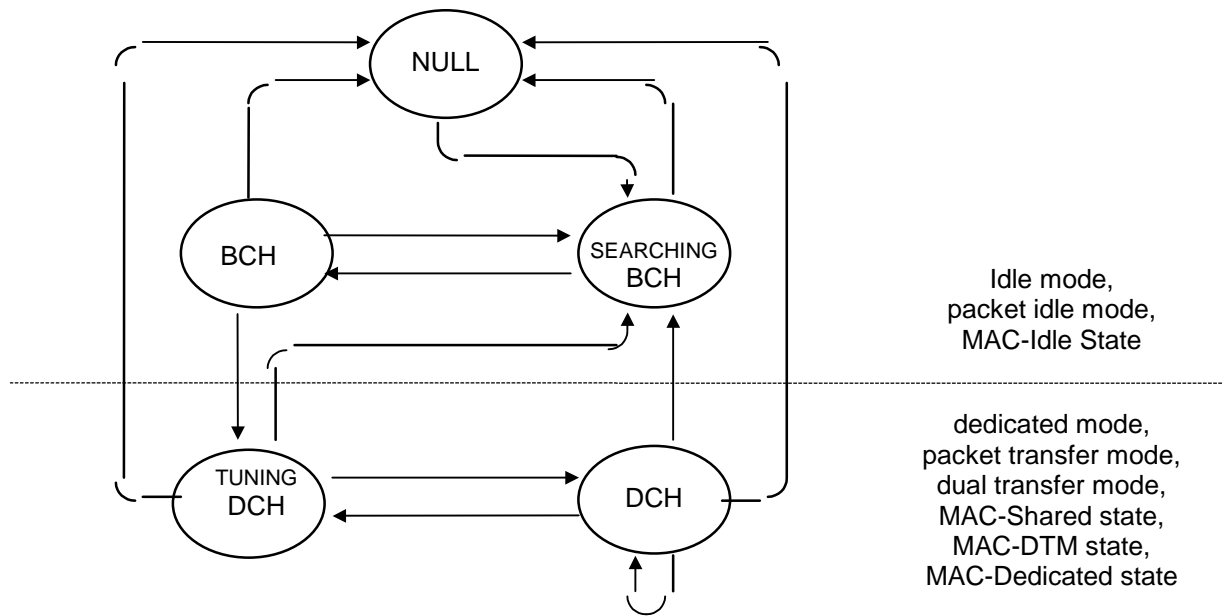 NULL
BCH
SEARCHING
BCH
Idle mode,
packet idle mode,
MAC-Idle State
TUNING
DCH
DCH
dedicated mode,
packet transfer mode,
dual transfer mode,
MAC-Shared state,
MAC-DTM state,
MAC-Dedicated state